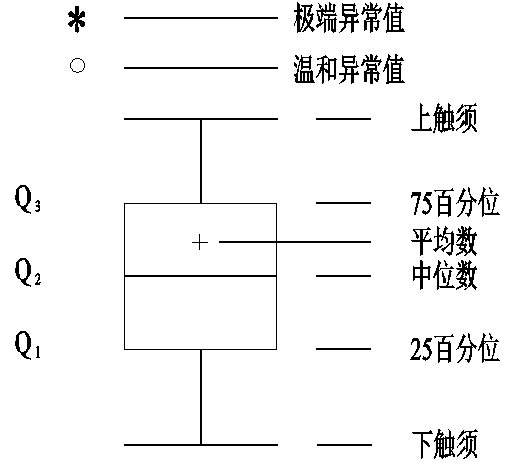 * 极端异常值
○ 温和异常值
上触须
Q₃ 75百分位
+ 平均数
Q₂ 中位数
Q₁ 25百分位
下触须